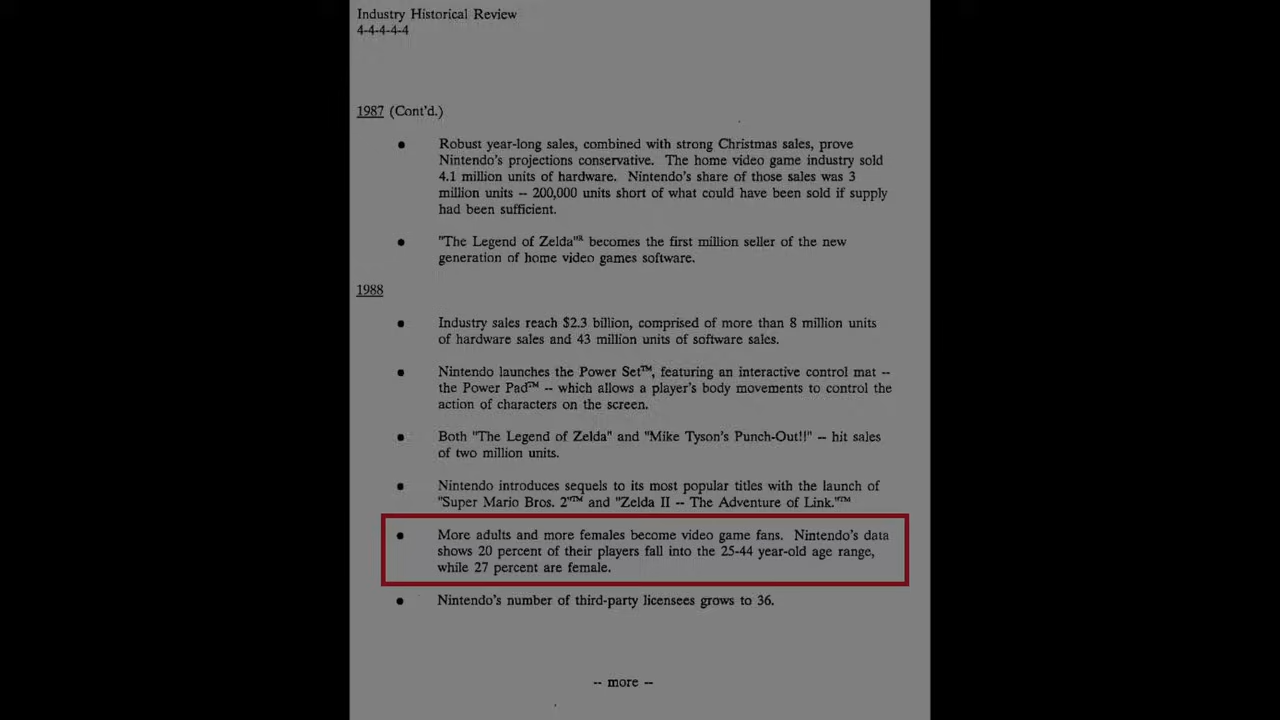 Industry Historical Review
4-4-4-4-4
1987 (Cont'd.)
● Robust year-long sales, combined with strong Christmas sales, prove
Nintendo's projections conservative. The home video game industry sold
4.1 million units of hardware. Nintendo's share of those sales was 3
million units -- 200,000 units short of what could have been sold if supply
had been sufficient.
● "The Legend of Zelda"ᴿ becomes the first million seller of the new
generation of home video games software.
1988
● Industry sales reach $2.3 billion, comprised of more than 8 million units
of hardware sales and 43 million units of software sales.
● Nintendo launches the Power Set™, featuring an interactive control mat --
the Power Pad™ -- which allows a player's body movements to control the
action of characters on the screen.
● Both "The Legend of Zelda" and "Mike Tyson's Punch-Out!!" -- hit sales
of two million units.
● Nintendo introduces sequels to its most popular titles with the launch of
"Super Mario Bros. 2"™ and "Zelda II -- The Adventure of Link."™
● More adults and more females become video game fans. Nintendo's data
shows 20 percent of their players fall into the 25-44 year-old age range,
while 27 percent are female.
● Nintendo's number of third-party licensees grows to 36.
-- more --